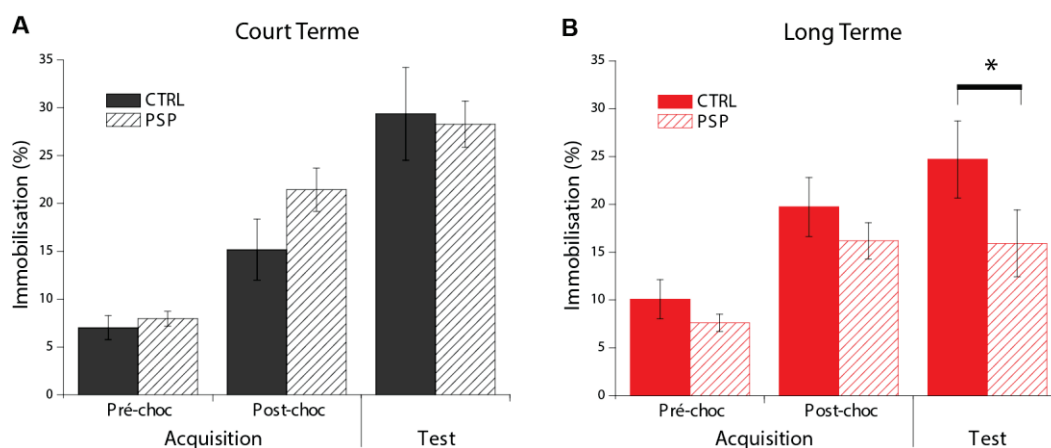 A
Court Terme
35
30
25
20
15
10
5
0
Immobilisation (%)
CTRL
PSP
Pré-choc
Post-choc
Acquisition
Test
B
Long Terme
*
35
30
25
20
15
10
5
0
Immobilisation (%)
CTRL
PSP
Pré-choc
Post-choc
Acquisition
Test